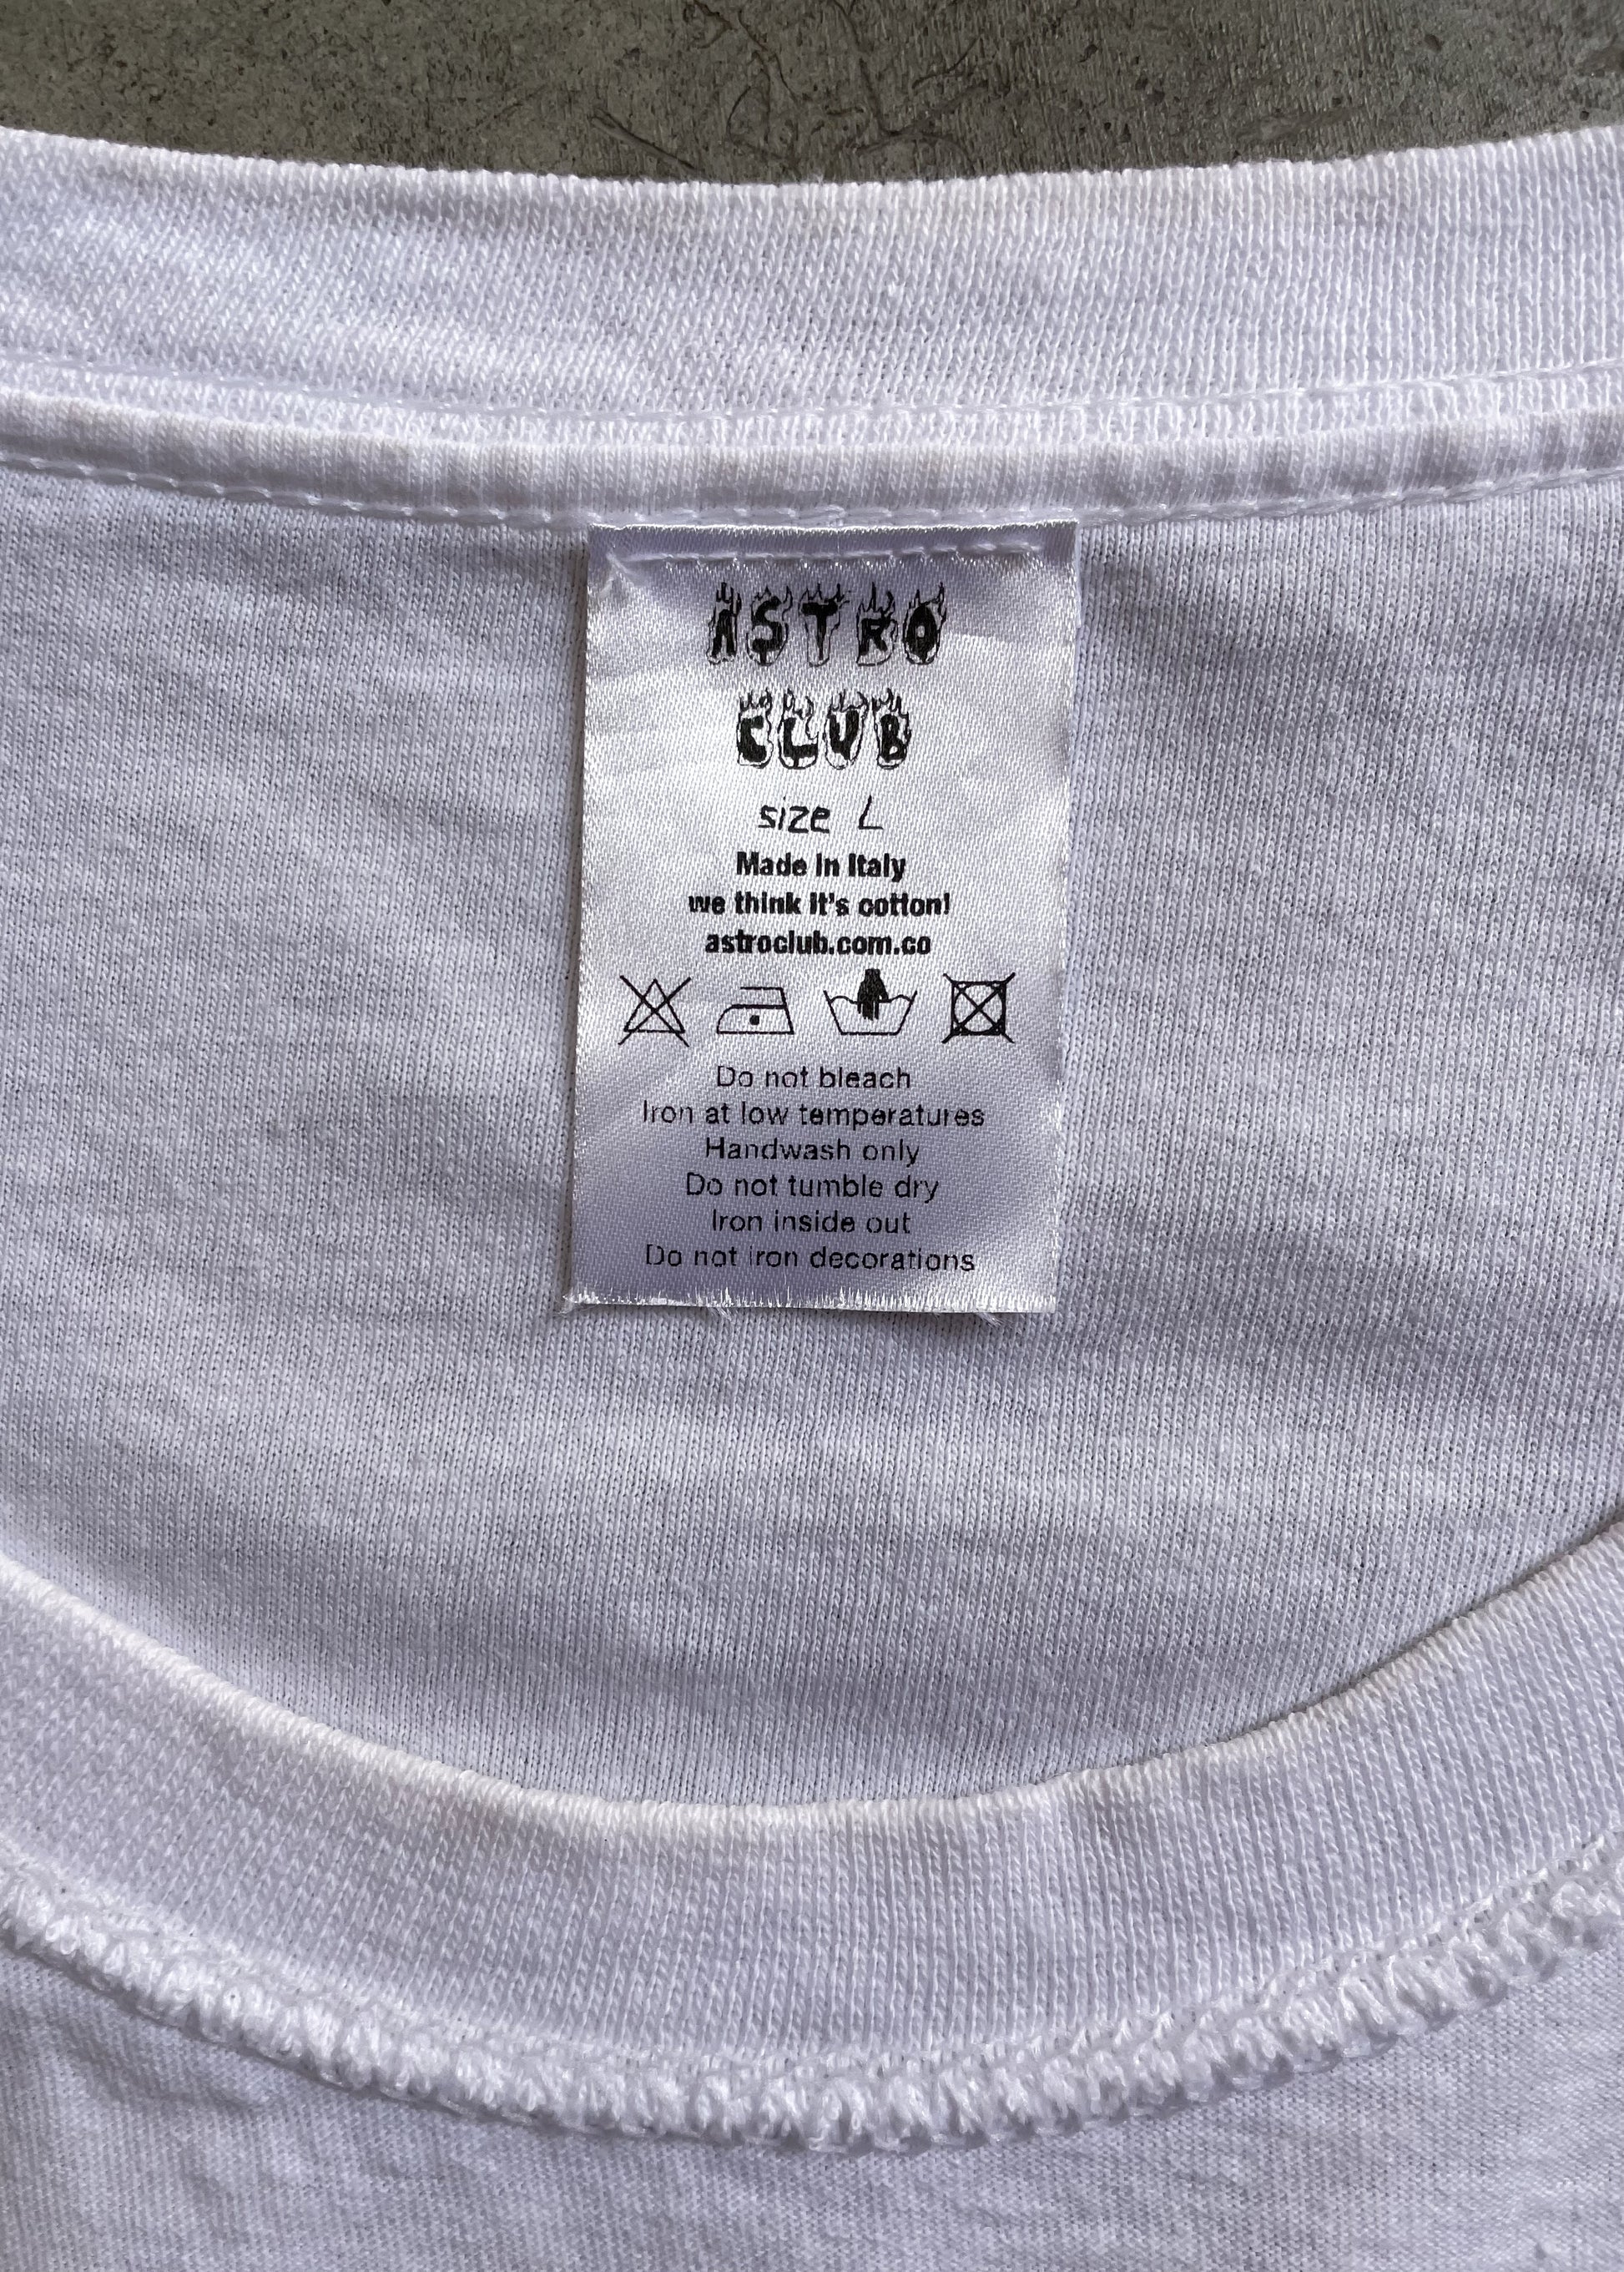 ASTRO
CLUB
size L
Made in Italy
we think it's cotton!
astroclub.com.co
Do not bleach
Iron at low temperatures
Handwash only
Do not tumble dry
Iron inside out
Do not iron decorations